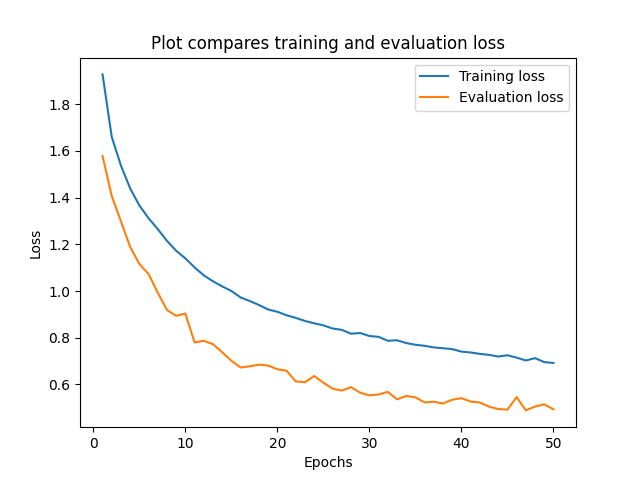 Plot compares training and evaluation loss
Training loss
Evaluation loss
1.8
1.6
1.4
1.2
1.0
0.8
0.6
Loss
0 10 20 30 40 50
Epochs